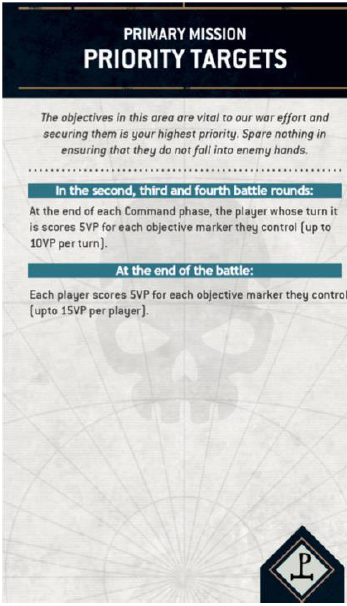 PRIMARY MISSION
PRIORITY TARGETS
The objectives in this area are vital to our war effort and
securing them is your highest priority. Spare nothing in
ensuring that they do not fall into enemy hands.
In the second, third and fourth battle rounds:
At the end of each Command phase, the player whose turn it
is scores 5VP for each objective marker they control (up to
10VP per turn).
At the end of the battle:
Each player scores 5VP for each objective marker they control
(upto 15VP per player).
P